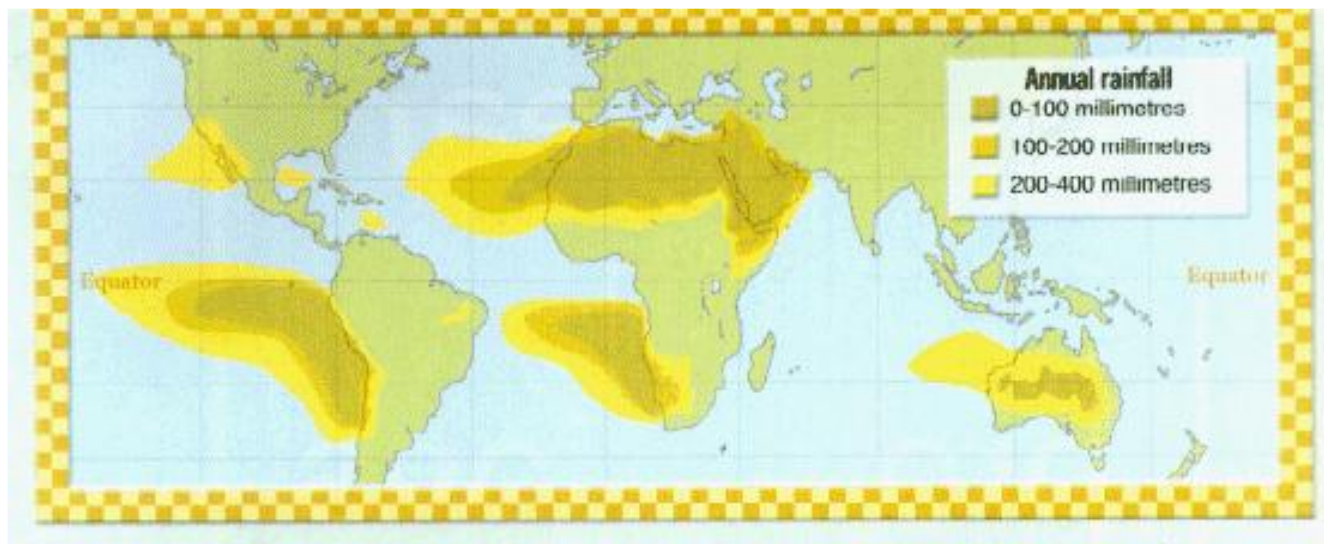 Annual rainfall
0-100 millimetres
100-200 millimetres
200-400 millimetres
Equator
Equator